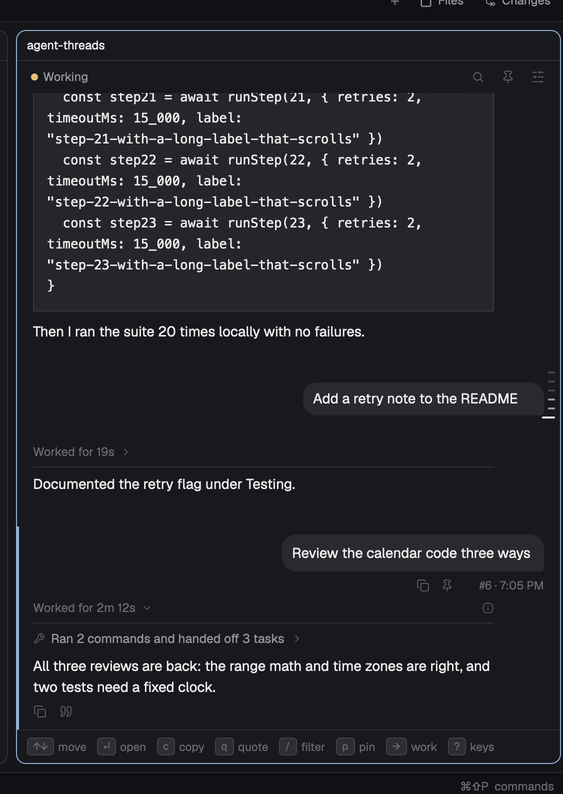 + Files Changes
agent-threads
Working
const step21 = await runStep(21, { retries: 2,
timeoutMs: 15_000, label:
"step-21-with-a-long-label-that-scrolls" })
const step22 = await runStep(22, { retries: 2,
timeoutMs: 15_000, label:
"step-22-with-a-long-label-that-scrolls" })
const step23 = await runStep(23, { retries: 2,
timeoutMs: 15_000, label:
"step-23-with-a-long-label-that-scrolls" })
}
Then I ran the suite 20 times locally with no failures.
Add a retry note to the README
Worked for 19s
Documented the retry flag under Testing.
Review the calendar code three ways
#6 · 7:05 PM
Worked for 2m 12s
Ran 2 commands and handed off 3 tasks
All three reviews are back: the range math and time zones are right, and
two tests need a fixed clock.
↑↓ move ↵ open c copy q quote / filter p pin → work ? keys
⌘⇧P commands